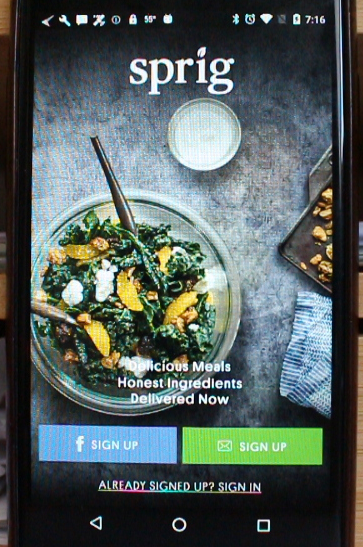 55°
7:16
sprig
Delicious Meals
Honest Ingredients
Delivered Now
f SIGN UP
SIGN UP
ALREADY SIGNED UP? SIGN IN